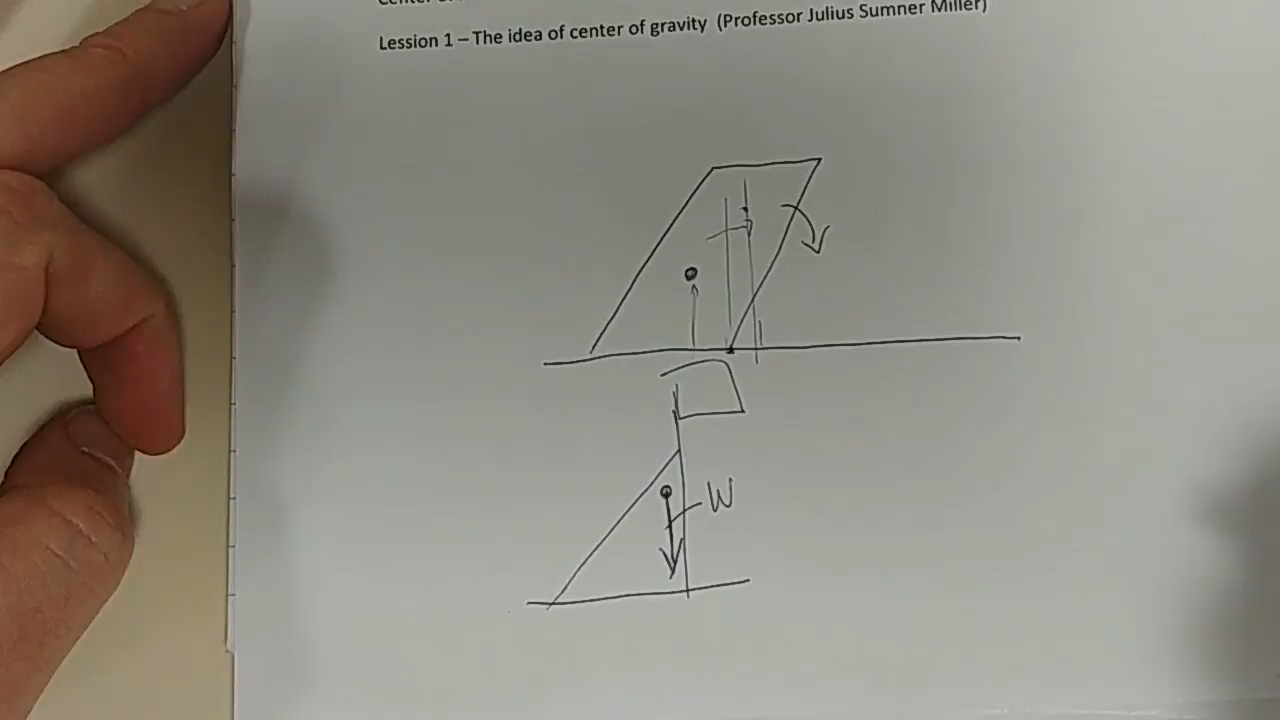 Lession 1 – The idea of center of gravity (Professor Julius Sumner Miller)
W